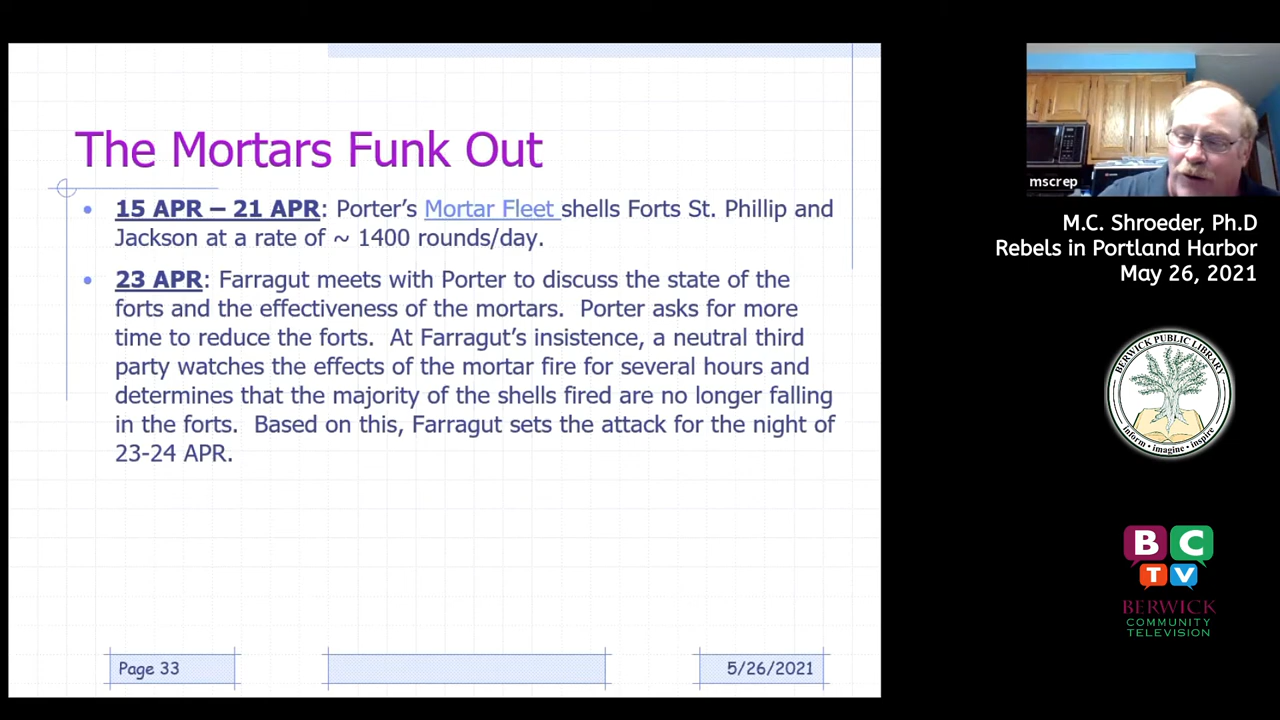 The Mortars Funk Out
15 APR – 21 APR: Porter's Mortar Fleet shells Forts St. Phillip and
Jackson at a rate of ~ 1400 rounds/day.
23 APR: Farragut meets with Porter to discuss the state of the
forts and the effectiveness of the mortars.  Porter asks for more
time to reduce the forts.  At Farragut's insistence, a neutral third
party watches the effects of the mortar fire for several hours and
determines that the majority of the shells fired are no longer falling
in the forts.  Based on this, Farragut sets the attack for the night of
23-24 APR.
Page 33
5/26/2021
mscrep
M.C. Shroeder, Ph.D
Rebels in Portland Harbor
May 26, 2021
BERWICK PUBLIC LIBRARY
inform • imagine • inspire
BC
TV
BERWICK
COMMUNITY
TELEVISION